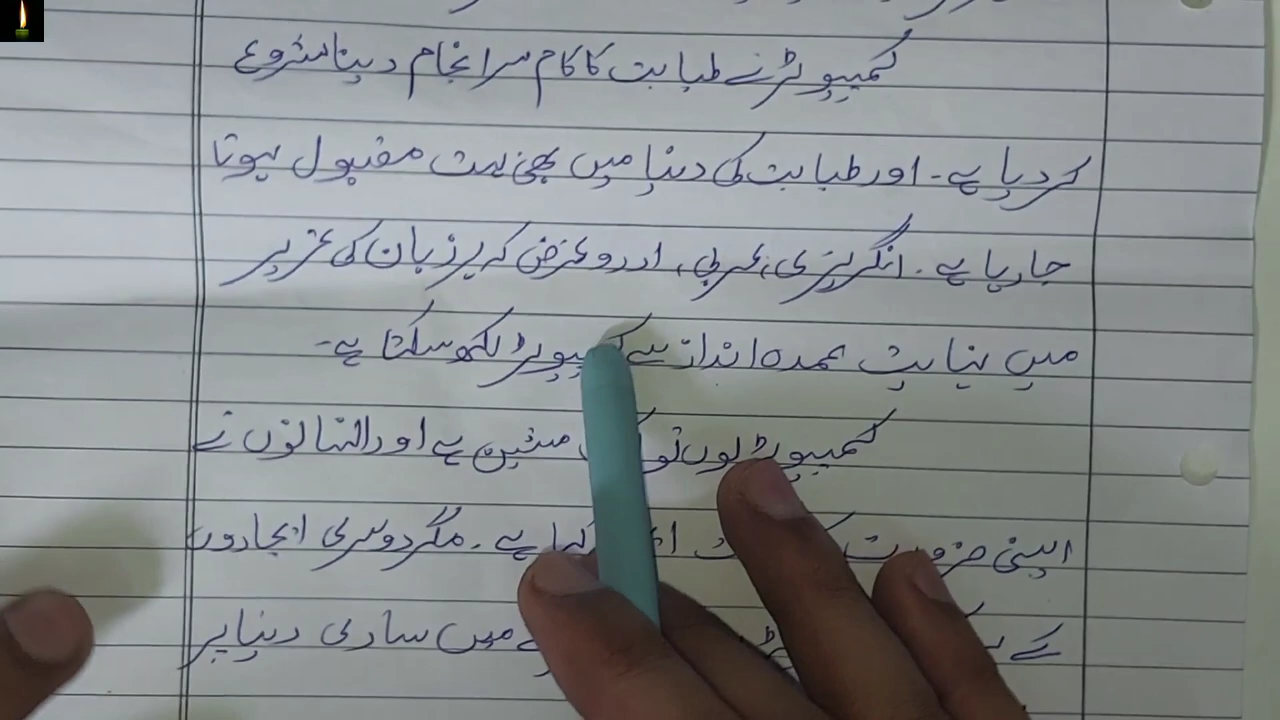 کمپیوٹر نے طبابت کا کام سرانجام دینا شروع
کر دیا ہے۔ اور طبابت کی دنیا میں بھی بہت مقبول ہوتا
جا رہا ہے۔ انگریزی، عربی، اردو غرض کہ ہر زبان کی تحریر
میں نہایت عمدہ انداز سے کمپیوٹر لکھ سکتا ہے۔
کمپیوٹر یوں تو مشین ہے اور انسانوں نے
اپنی ضرورت کیا ہے۔ مگر دوسری ایجادوں
کے میں ساری دنیا پر